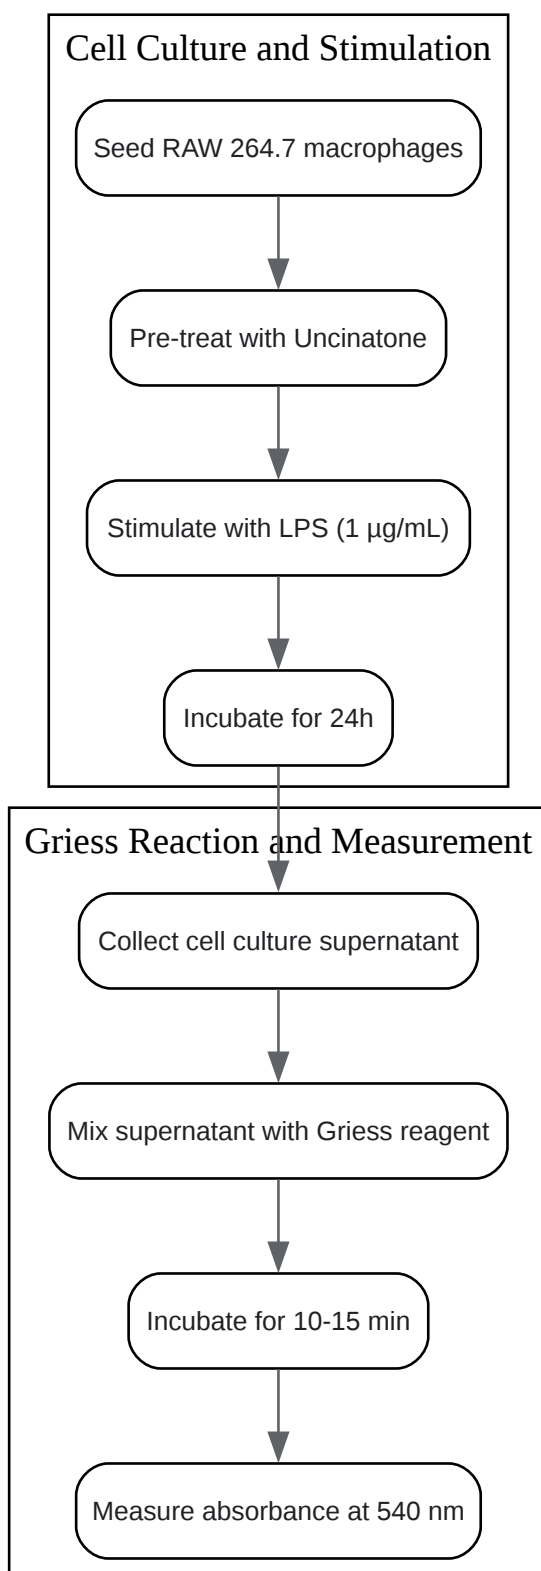 Cell Culture and Stimulation
Seed RAW 264.7 macrophages
Pre-treat with Uncinatone
Stimulate with LPS (1 µg/mL)
Incubate for 24h
Griess Reaction and Measurement
Collect cell culture supernatant
Mix supernatant with Griess reagent
Incubate for 10-15 min
Measure absorbance at 540 nm